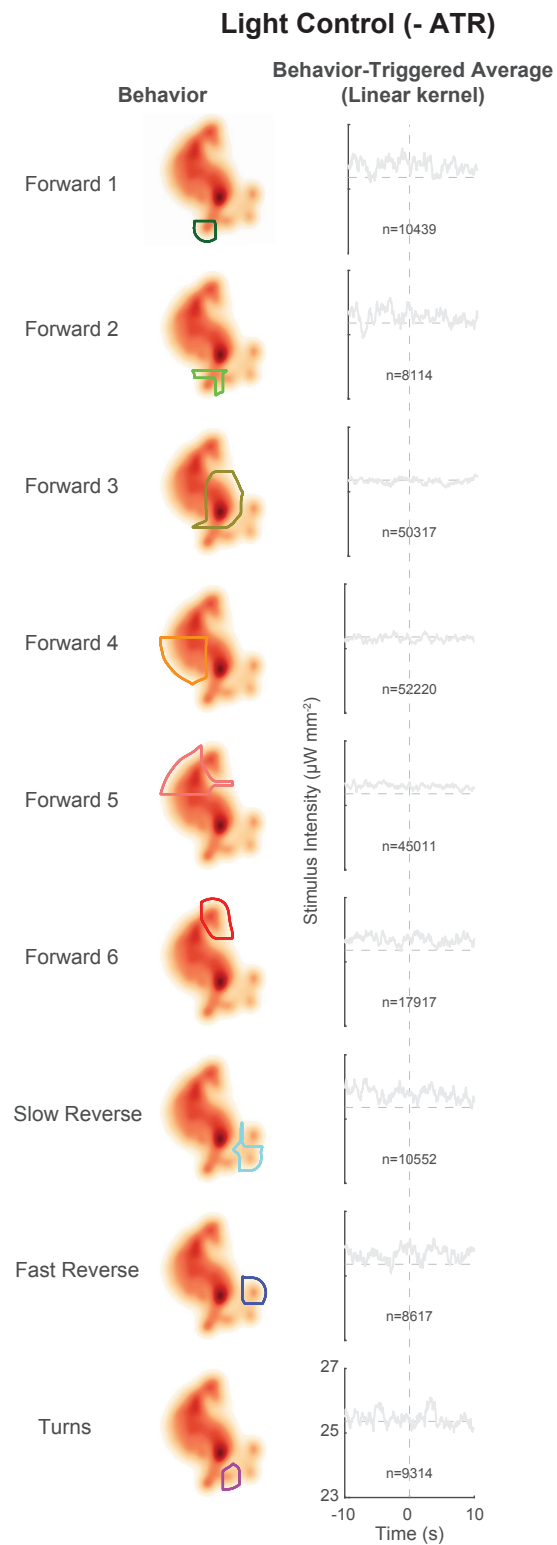 Light Control (- ATR)
Behavior
Behavior-Triggered Average
(Linear kernel)
Forward 1
n=10439
Forward 2
n=8114
Forward 3
n=50317
Forward 4
n=52220
Forward 5
n=45011
Forward 6
n=17917
Stimulus Intensity (µW mm⁻²)
Slow Reverse
n=10552
Fast Reverse
n=8617
Turns
n=9314
27
25
23
-10
0
10
Time (s)